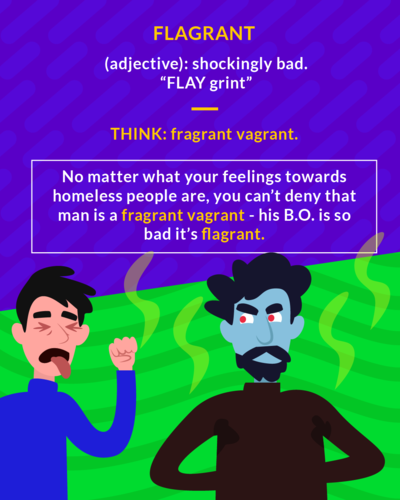 FLAGRANT
(adjective): shockingly bad.
“FLAY grint”
THINK: fragrant vagrant.
No matter what your feelings towards
homeless people are, you can’t deny that
man is a fragrant vagrant - his B.O. is so
bad it’s flagrant.